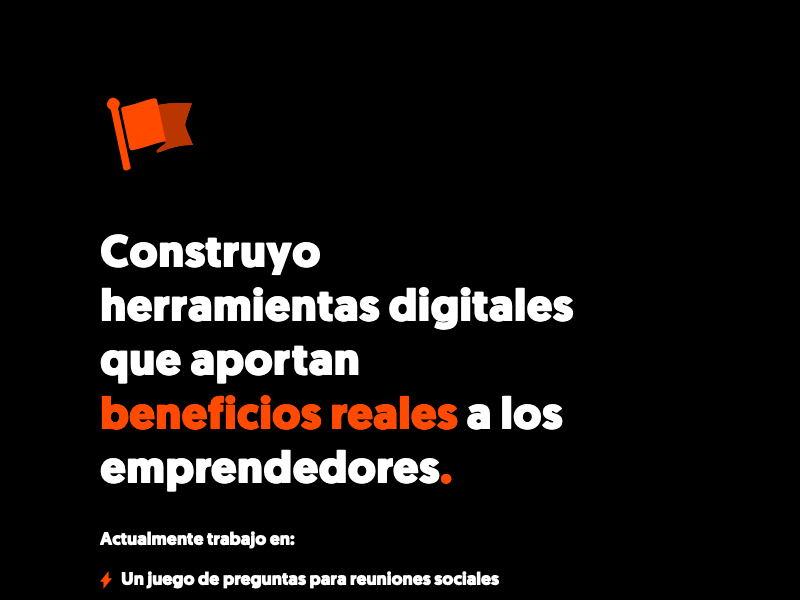 Construyo
herramientas digitales
que aportan
beneficios reales a los
emprendedores.
Actualmente trabajo en:
Un juego de preguntas para reuniones sociales